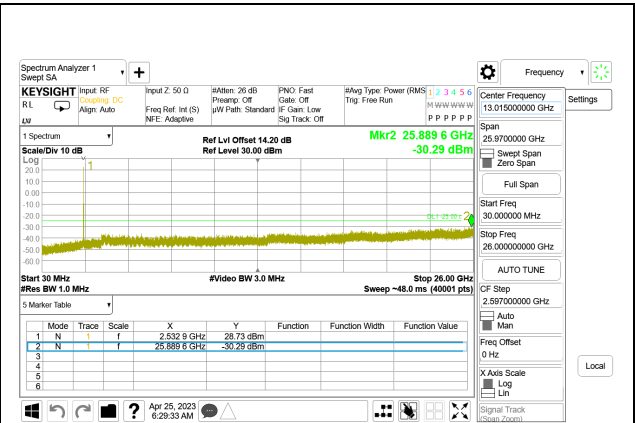 Spectrum Analyzer 1
Swept SA
+
Frequency
KEYSIGHT Input: RF Input Z: 50 Ω #Atten: 26 dB PNO: Fast #Avg Type: Power (RMS 1 2 3 4 5 6
RL Coupling: DC Preamp: Off Gate: Off Trig: Free Run M W W W W W
Align: Auto Freq Ref: Int (S) µW Path: Standard IF Gain: Low
NFE: Adaptive Sig Track: Off P P P P P P
Center Frequency
13.015000000 GHz
Settings
Span
25.9700000 GHz
Swept Span
Zero Span
Full Span
Start Freq
30.000000 MHz
Stop Freq
26.000000000 GHz
AUTO TUNE
CF Step
2.597000000 GHz
Auto
Man
Freq Offset
0 Hz
X Axis Scale
Log
Lin
Local
Signal Track
(Span Zoom)
1 Spectrum
Ref Lvl Offset 14.20 dB Mkr2 25.889 6 GHz
Scale/Div 10 dB Ref Level 30.00 dBm -30.29 dBm
Log
1
20.0
10.0
0.00
-10.0
-20.0
2
-30.0
-40.0
-50.0
-60.0
Start 30 MHz #Video BW 3.0 MHz Stop 26.00 GHz
#Res BW 1.0 MHz Sweep ~48.0 ms (40001 pts)
5 Marker Table
Mode Trace Scale X Y Function Function Width Function Value
1 N 1 f 2.532 9 GHz 28.73 dBm
2 N 1 f 25.889 6 GHz -30.29 dBm
3
4
5
6
? Apr 25, 2023
6:29:33 AM